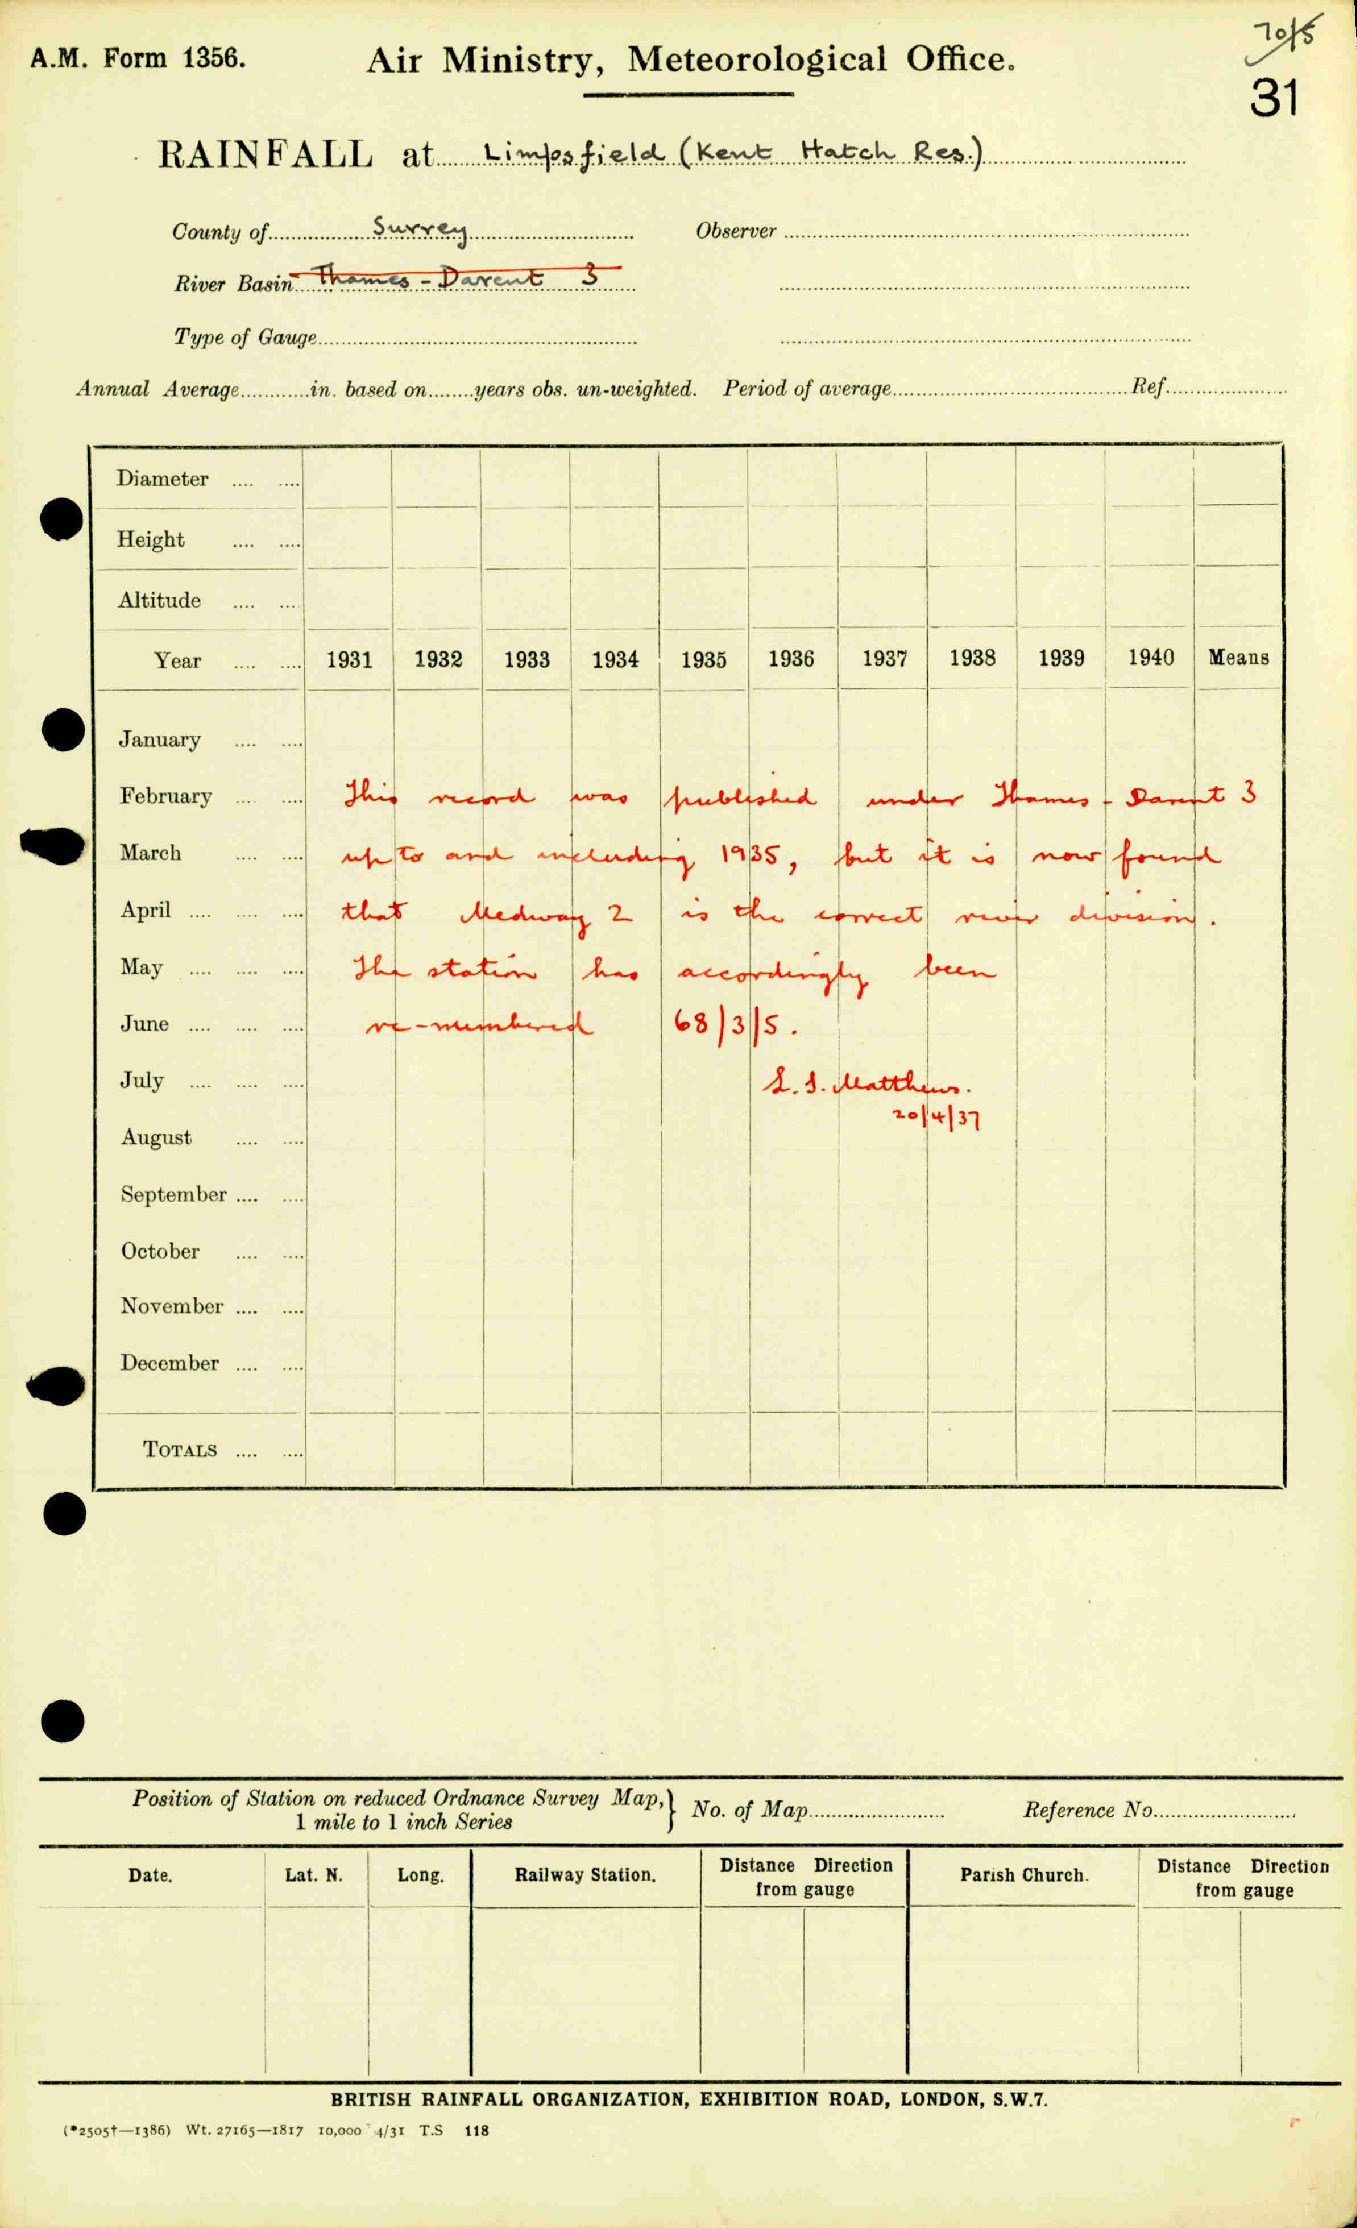 70/5
A.M. Form 1356.
Air Ministry, Meteorological Office.
31
RAINFALL at Limpsfield (Kent Hatch Res.)
County of Surrey Observer
River Basin Thames - Darent 3
Type of Gauge
Annual Average in. based on years obs. un-weighted. Period of average Ref.
Diameter
Height
Altitude
Year 1931 1932 1933 1934 1935 1936 1937 1938 1939 1940 Means
January
February This record was published under Thames - Darent 3
March up to and including 1935, but it is now found
April that Medway 2 is the correct river division.
May The station has accordingly been
June re-numbered 68/3/5.
July L. S. Matthews.
20/4/37
August
September
October
November
December
TOTALS
Position of Station on reduced Ordnance Survey Map,} No. of Map Reference No.
1 mile to 1 inch Series
Date. Lat. N. Long. Railway Station. Distance Direction from gauge Parish Church. Distance Direction from gauge
BRITISH RAINFALL ORGANIZATION, EXHIBITION ROAD, LONDON, S.W.7.
(*2505†—1386) Wt. 27165—1817 10,000 4/31 T.S 118